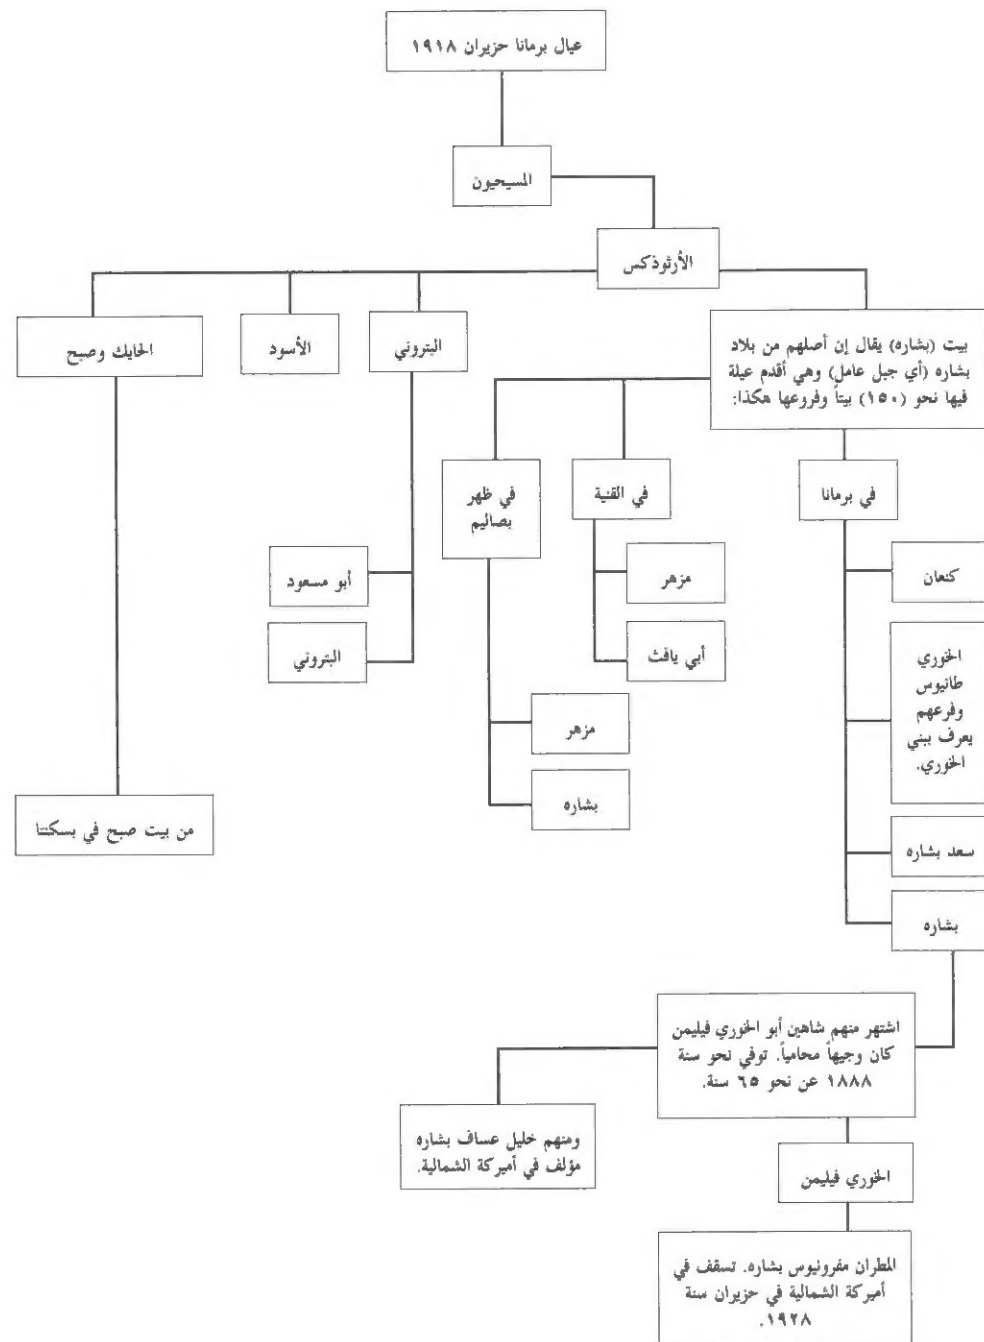 عيال برمانا حزيران ١٩١٨
المسيحيون
الأرثوذكس
بيت (بشاره) يقال إن أصلهم من بلاد
بشاره (أي جبل عامل) وهي أقدم عيلة
فيها نحو (١٥٠) بيتاً وفروعها هكذا:
البتروني
الأسود
الحايك وصبح
في برمانا
في القنية
في ظهر
بصاليم
كنعان
الخوري
طانيوس
وفرعهم
يعرف ببني
الخوري.
سعد بشاره
بشاره
مزهر
أبي يافث
مزهر
بشاره
أبو مسعود
البتروني
من بيت صبح في بسكنتا
اشتهر منهم شاهين أبو الخوري فيليمن
كان وجيهاً محامياً. توفي نحو سنة
١٨٨٨ عن نحو ٦٥ سنة.
ومنهم خليل عساف بشاره
مؤلف في أميركة الشمالية.
الخوري فيليمن
المطران مفرونيوس بشاره. تسقف في
أميركة الشمالية في حزيران سنة
١٩٢٨.